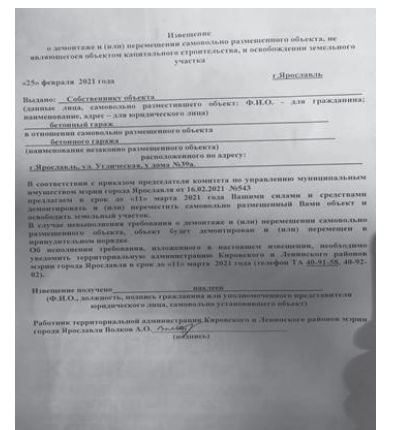 Извещение
о демонтаже и (или) перемещении самовольно размещенного объекта, не
являющегося объектом капитального строительства, и освобождении земельного
участка
«25» февраля 2021 года г.Ярославль
Выдано: Собственнику объекта
(данные лица, самовольно разместившего объект: Ф.И.О. - для гражданина;
наименование, адрес – для юридического лица)
бетонный гараж
в отношении самовольно размещенного объекта
бетонного гаража
(наименование незаконно размещенного объекта)
расположенного по адресу:
г.Ярославль, ул. Угличская, у дома №39а
В соответствии с приказом председателя комитета по управлению муниципальным
имуществом мэрии города Ярославля от 16.02.2021 №543
предлагаем в срок до «11» марта 2021 года Вашими силами и средствами
демонтировать и (или) переместить самовольно размещенный Вами объект и
освободить земельный участок.
В случае невыполнения требования о демонтаже и (или) перемещении самовольно
размещенного объекта, объект будет демонтирован и (или) перемещен в
принудительном порядке.
Об исполнении требования, изложенного в настоящем извещении, необходимо
уведомить территориальную администрацию Кировского и Ленинского районов
мэрии города Ярославля в срок до «11» марта 2021 года (телефон ТА 40-91-58, 40-92-
02).
Извещение получено наклеен
(Ф.И.О., должность, подпись гражданина или уполномоченного представителя
юридического лица, самовольно установившего объект)
Работник территориальной администрации Кировского и Ленинского районов мэрии
города Ярославля Волков А.О.
(подпись)